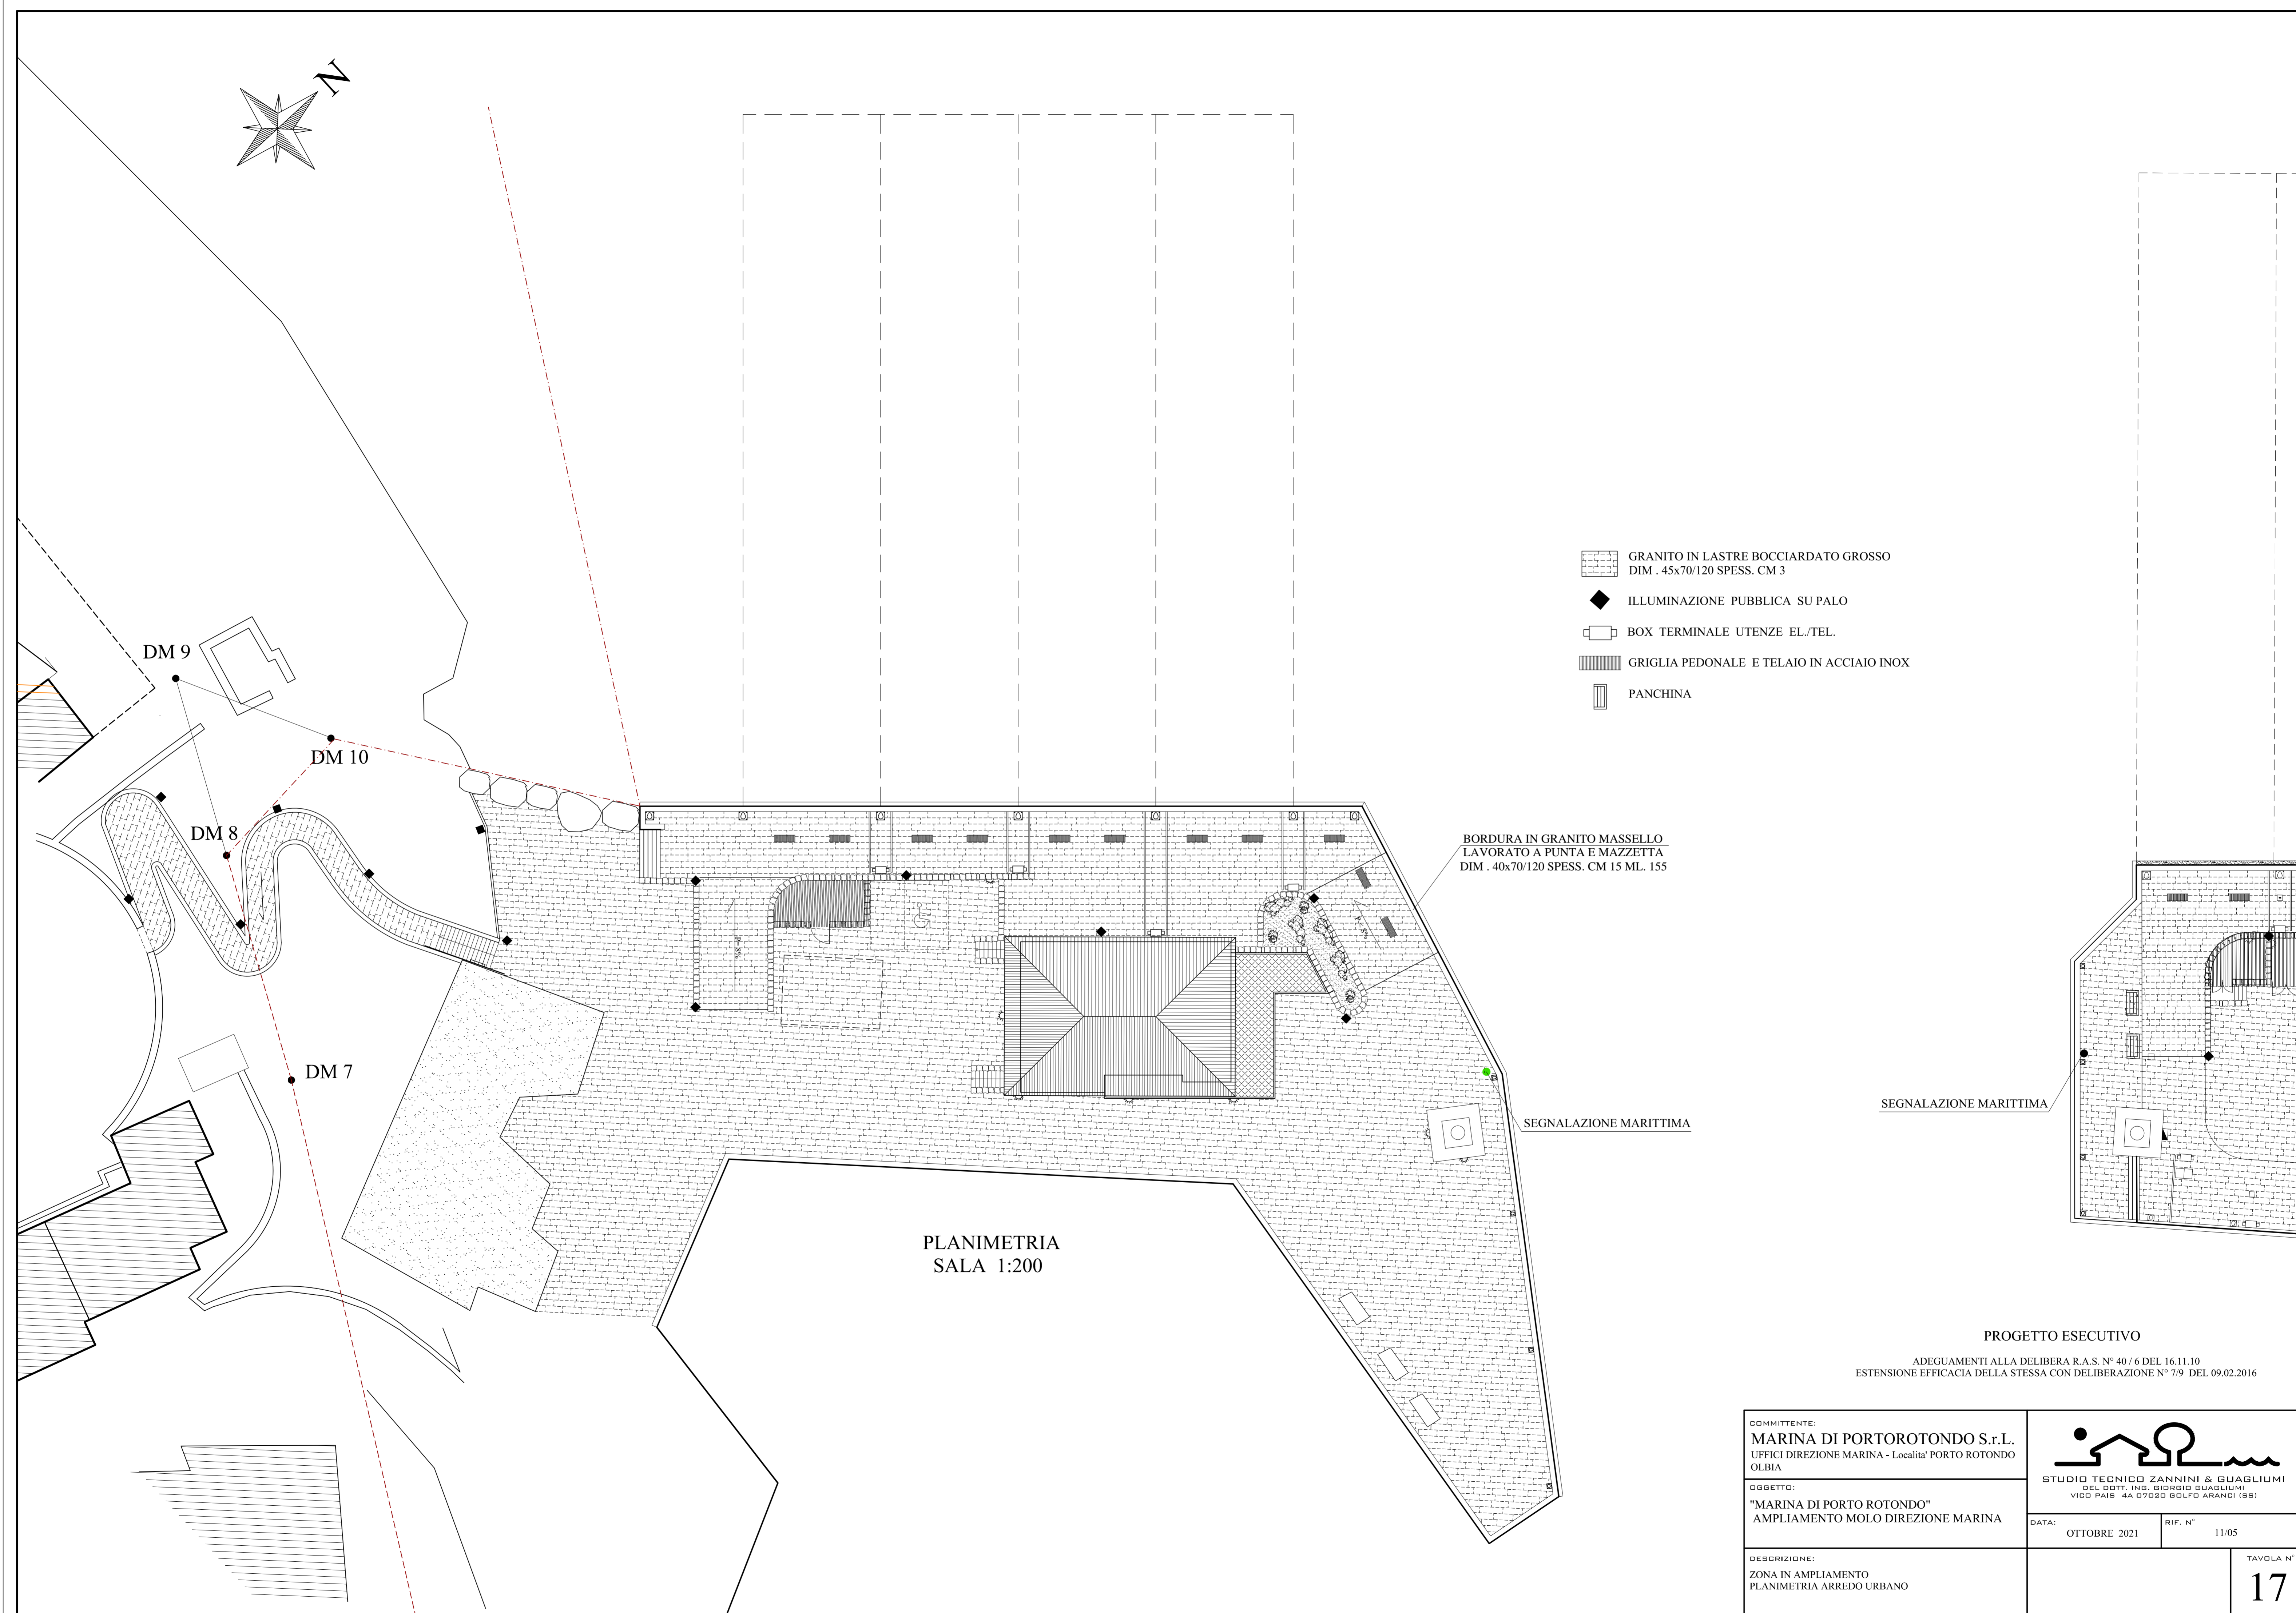 N
DM 9
DM 10
DM 8
DM 7
GRANITO IN LASTRE BOCCIARDATO GROSSO
DIM . 45x70/120 SPESS. CM 3
ILLUMINAZIONE PUBBLICA SU PALO
BOX TERMINALE UTENZE EL./TEL.
GRIGLIA PEDONALE E TELAIO IN ACCIAIO INOX
PANCHINA
BORDURA IN GRANITO MASSELLO
LAVORATO A PUNTA E MAZZETTA
DIM . 40x70/120 SPESS. CM 15 ML. 155
SEGNALAZIONE MARITTIMA
SEGNALAZIONE MARITTIMA
PLANIMETRIA
SALA 1:200
PROGETTO ESECUTIVO
ADEGUAMENTI ALLA DELIBERA R.A.S. N° 40 / 6 DEL 16.11.10
ESTENSIONE EFFICACIA DELLA STESSA CON DELIBERAZIONE N° 7/9 DEL 09.02.2016
COMMITTENTE:
MARINA DI PORTOROTONDO S.r.L.
UFFICI DIREZIONE MARINA - Localita' PORTO ROTONDO
OLBIA
OGGETTO:
"MARINA DI PORTO ROTONDO"
AMPLIAMENTO MOLO DIREZIONE MARINA
DESCRIZIONE:
ZONA IN AMPLIAMENTO
PLANIMETRIA ARREDO URBANO
STUDIO TECNICO ZANNINI & GUAGLIUMI
DEL DOTT. ING. GIORGIO GUAGLIUMI
VICO PAIS 4A 07020 GOLFO ARANCI (SS)
DATA:
OTTOBRE 2021
RIF. N°
11/05
TAVOLA N°
17